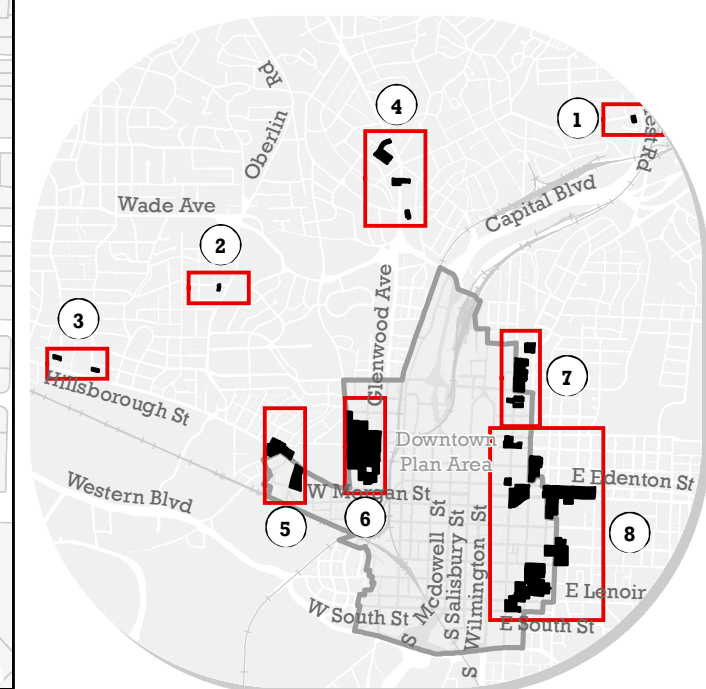 Rd
Oberlin
4
1
est Rd
Capital Blvd
Wade Ave
2
Glenwood Ave
3
Hillsborough St
7
Downtown
Plan Area
Western Blvd
W Morgan St
E Edenton St
5
6
8
S Mcdowell St
S Salisbury St
S Wilmington St
E Lenoir
W South St
E South St